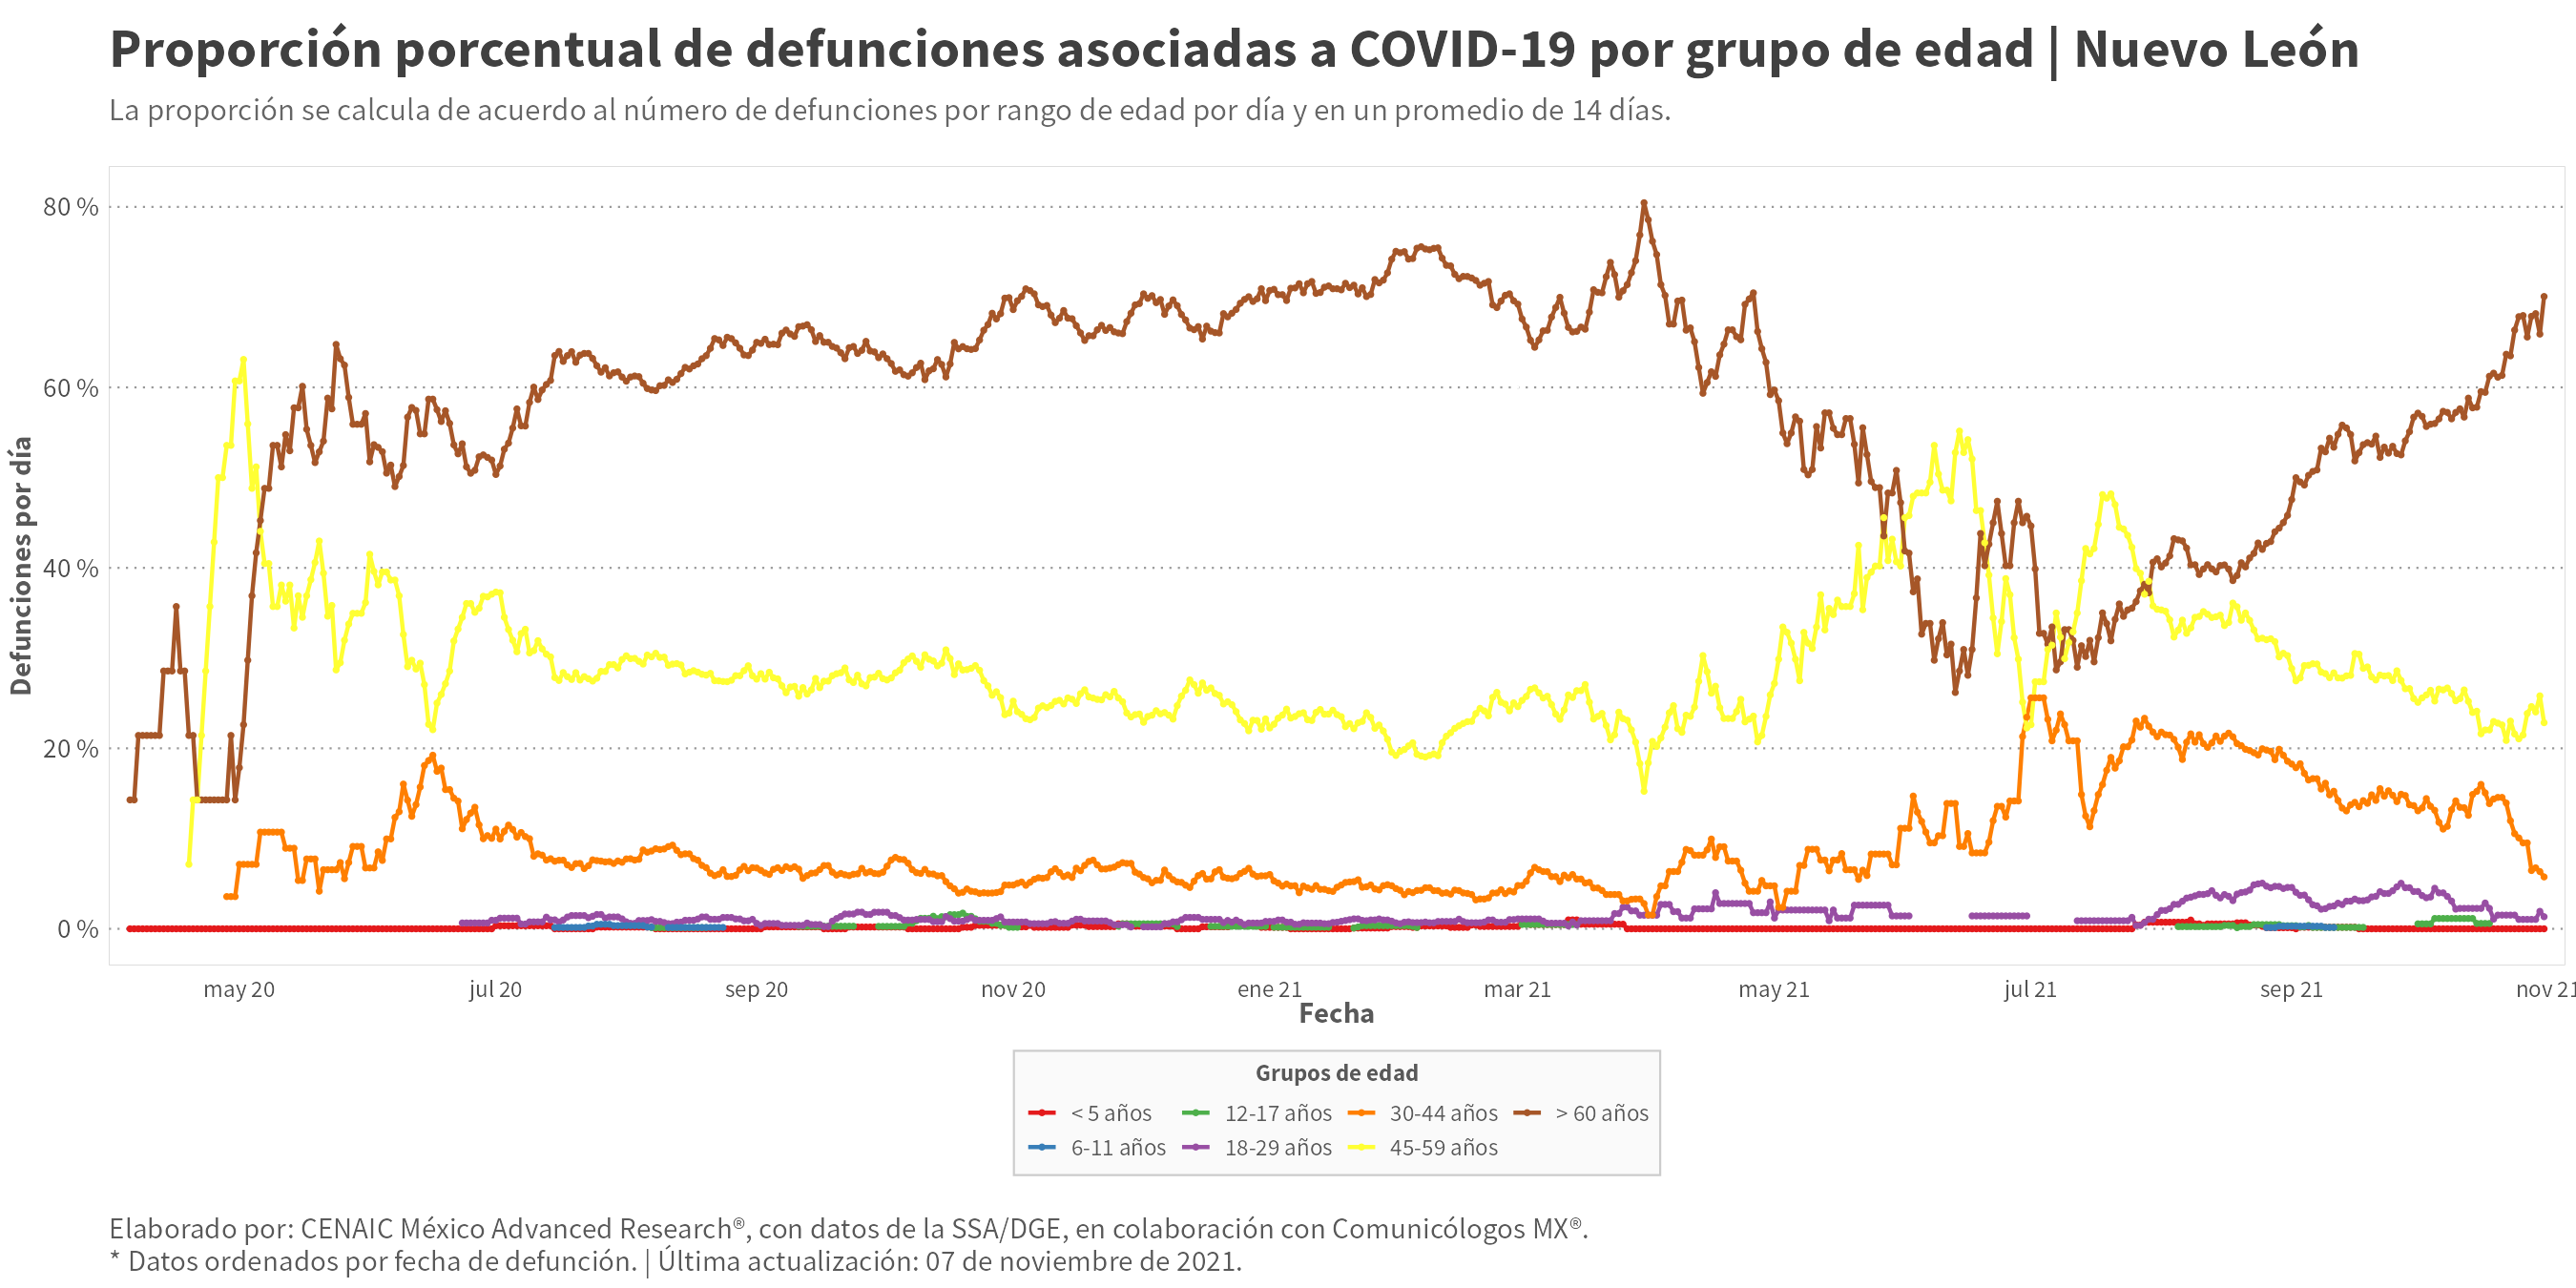 Proporción porcentual de defunciones asociadas a COVID-19 por grupo de edad | Nuevo León
La proporción se calcula de acuerdo al número de defunciones por rango de edad por día y en un promedio de 14 días.
Defunciones por día
80 %
60 %
40 %
20 %
0 %
may 20 jul 20 sep 20 nov 20 ene 21 mar 21 may 21 jul 21 sep 21 nov 21
Fecha
Grupos de edad
< 5 años 12-17 años 30-44 años > 60 años
6-11 años 18-29 años 45-59 años
Elaborado por: CENAIC México Advanced Research®, con datos de la SSA/DGE, en colaboración con Comunicólogos MX®.
* Datos ordenados por fecha de defunción. | Última actualización: 07 de noviembre de 2021.